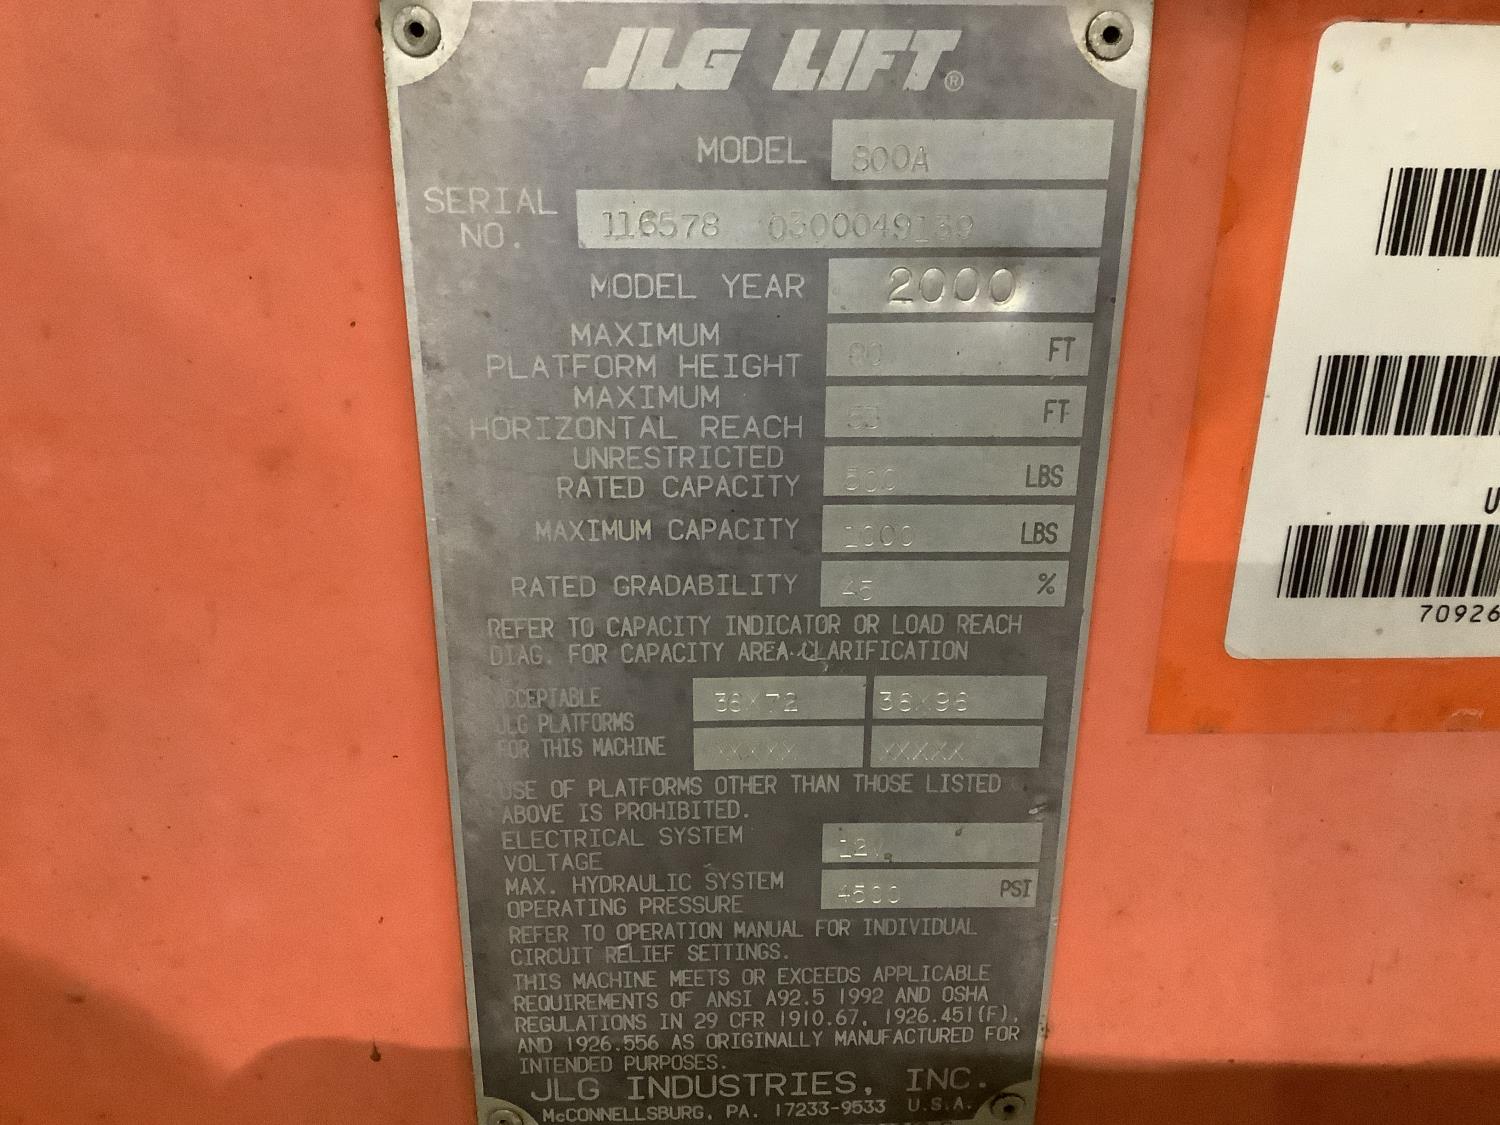 JLG LIFT®
MODEL 800A
SERIAL NO. 116578 0300049139
MODEL YEAR 2000
MAXIMUM PLATFORM HEIGHT 80 FT
MAXIMUM HORIZONTAL REACH 53 FT
UNRESTRICTED RATED CAPACITY 500 LBS
MAXIMUM CAPACITY 1000 LBS
RATED GRADABILITY 45 %
REFER TO CAPACITY INDICATOR OR LOAD REACH
DIAG. FOR CAPACITY AREA CLARIFICATION
ACCEPTABLE 36X72 36X96
JLG PLATFORMS
FOR THIS MACHINE XXXXX XXXXX
USE OF PLATFORMS OTHER THAN THOSE LISTED
ABOVE IS PROHIBITED.
ELECTRICAL SYSTEM
VOLTAGE 12V
MAX. HYDRAULIC SYSTEM
OPERATING PRESSURE 4500 PSI
REFER TO OPERATION MANUAL FOR INDIVIDUAL
CIRCUIT RELIEF SETTINGS.
THIS MACHINE MEETS OR EXCEEDS APPLICABLE
REQUIREMENTS OF ANSI A92.5 1992 AND OSHA
REGULATIONS IN 29 CFR 1910.67, 1926.451(F),
AND 1926.556 AS ORIGINALLY MANUFACTURED FOR
INTENDED PURPOSES.
JLG INDUSTRIES, INC.
McCONNELLSBURG, PA. 17233-9533 U.S.A.
U
70926